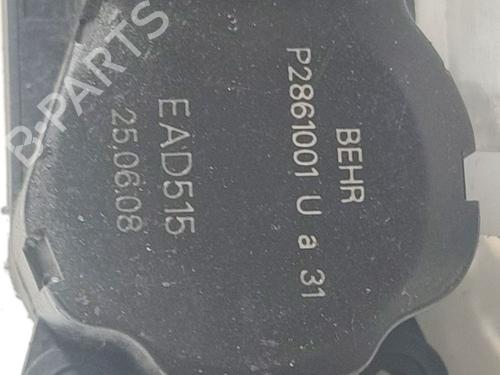 BEHR
P2861001 U a 31
EAD515
25.06.08
B-PARTS